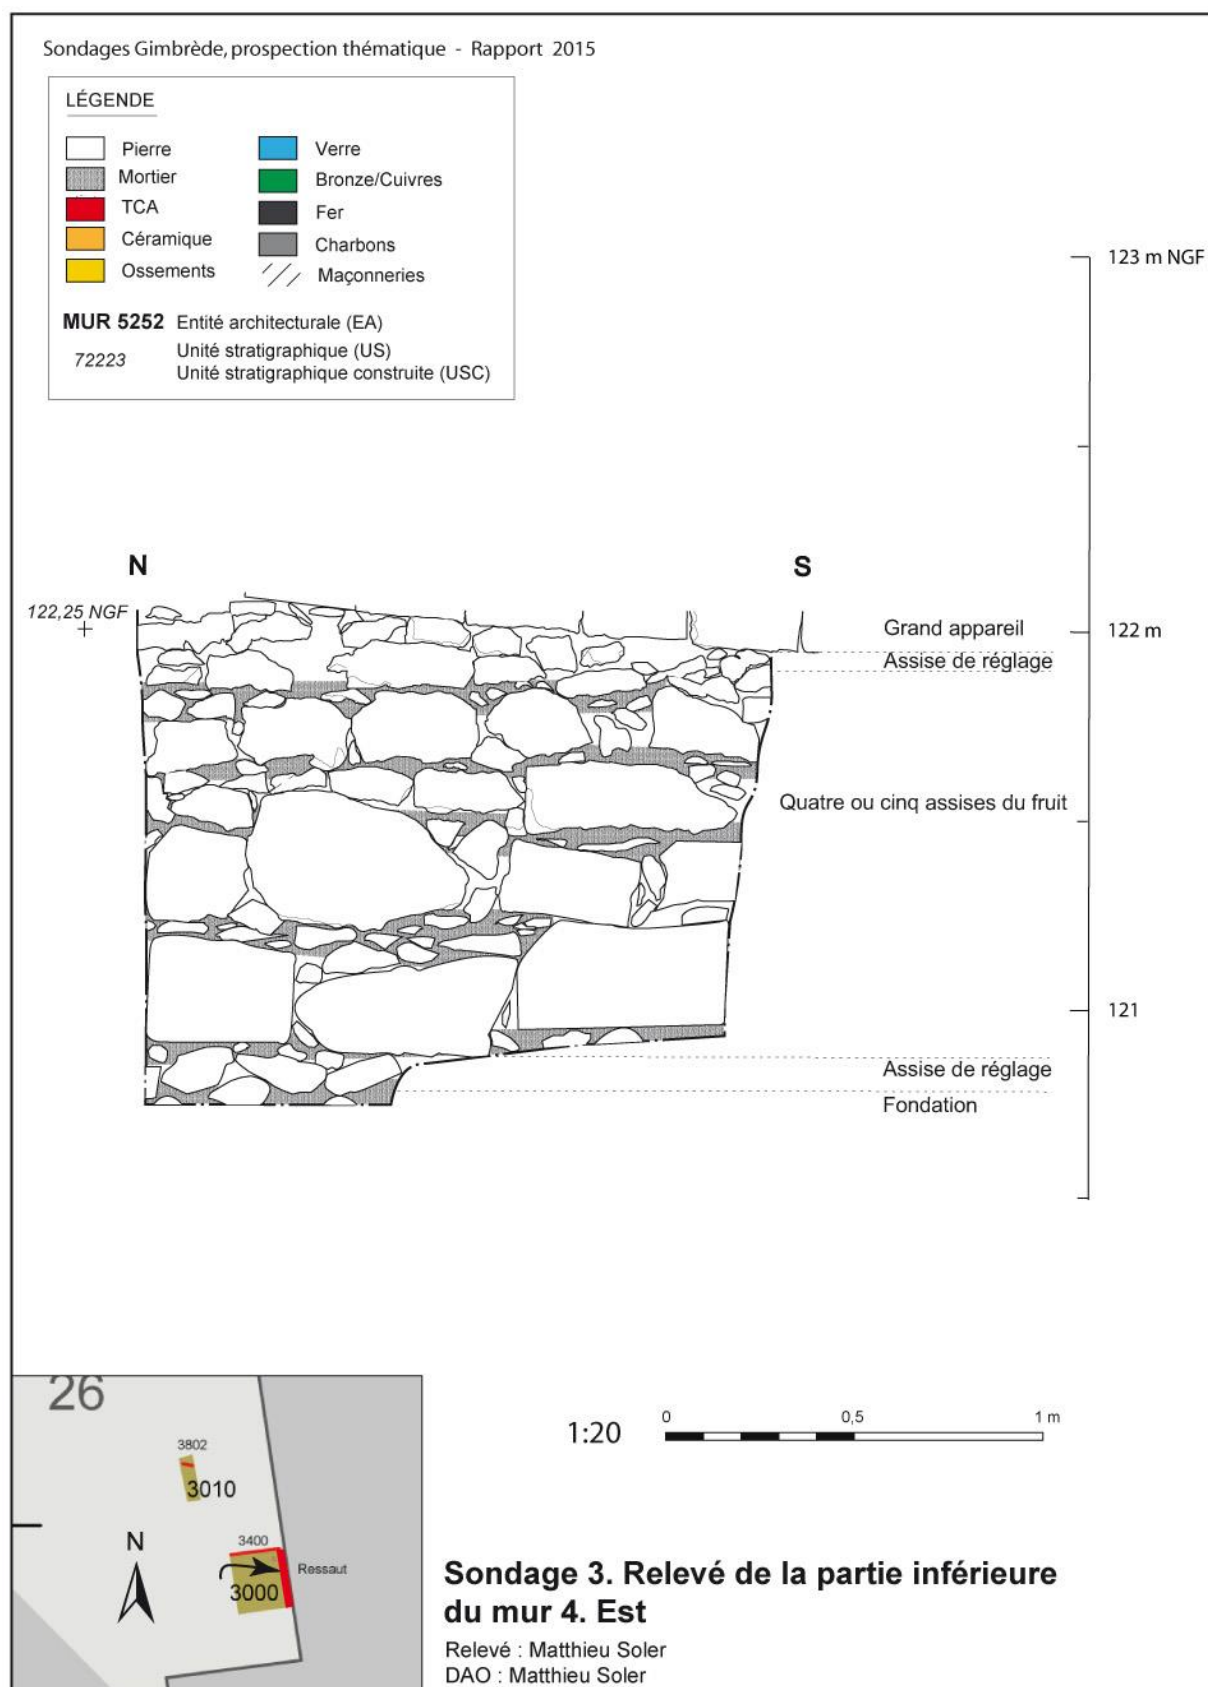 Sondages Gimbrède, prospection thématique - Rapport 2015
LÉGENDE
Pierre
Mortier
TCA
Céramique
Ossements
Verre
Bronze/Cuivres
Fer
Charbons
Maçonneries
MUR 5252 Entité architecturale (EA)
72223
Unité stratigraphique (US)
Unité stratigraphique construite (USC)
123 m NGF
N
S
122,25 NGF
Grand appareil
122 m
Assise de réglage
Quatre ou cinq assises du fruit
121
Assise de réglage
Fondation
26
3802
3010
N
3400
Ressaut
3000
1:20
0
0,5
1 m
Sondage 3. Relevé de la partie inférieure
du mur 4. Est
Relevé : Matthieu Soler
DAO : Matthieu Soler